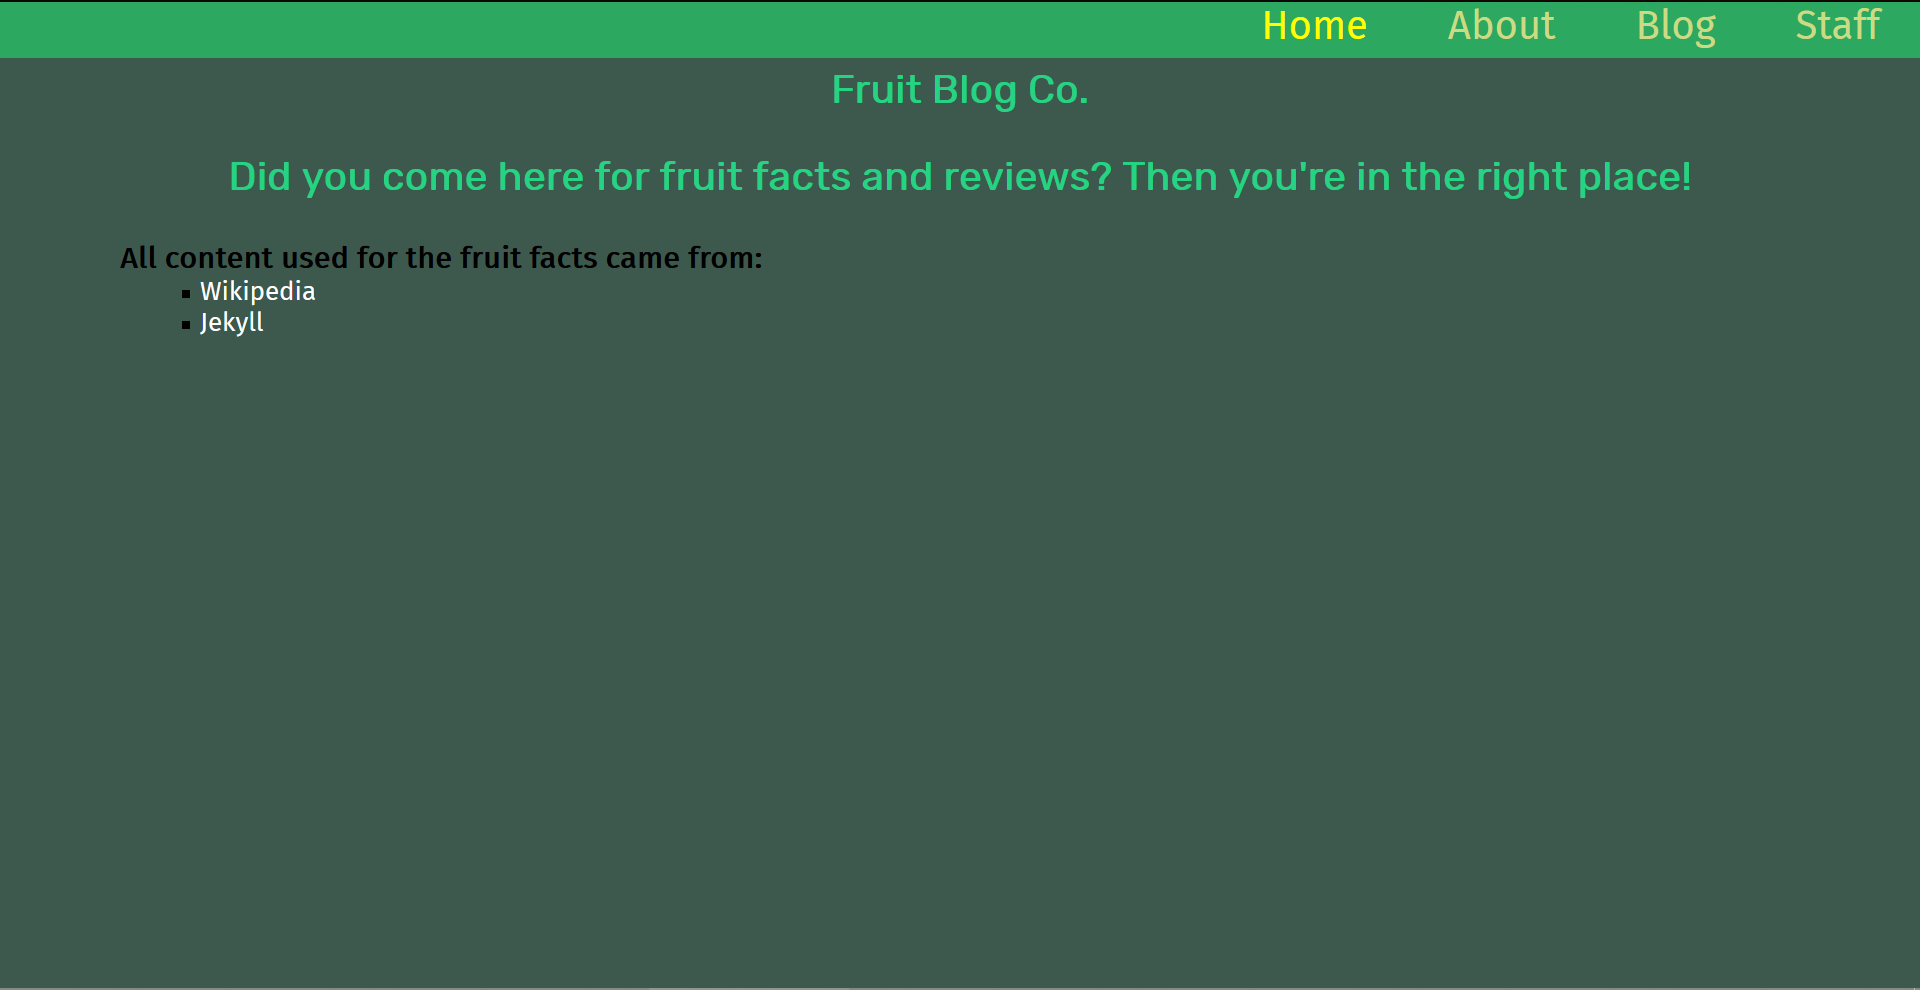 Home About Blog Staff
Fruit Blog Co.
Did you come here for fruit facts and reviews? Then you're in the right place!
All content used for the fruit facts came from:
Wikipedia
Jekyll